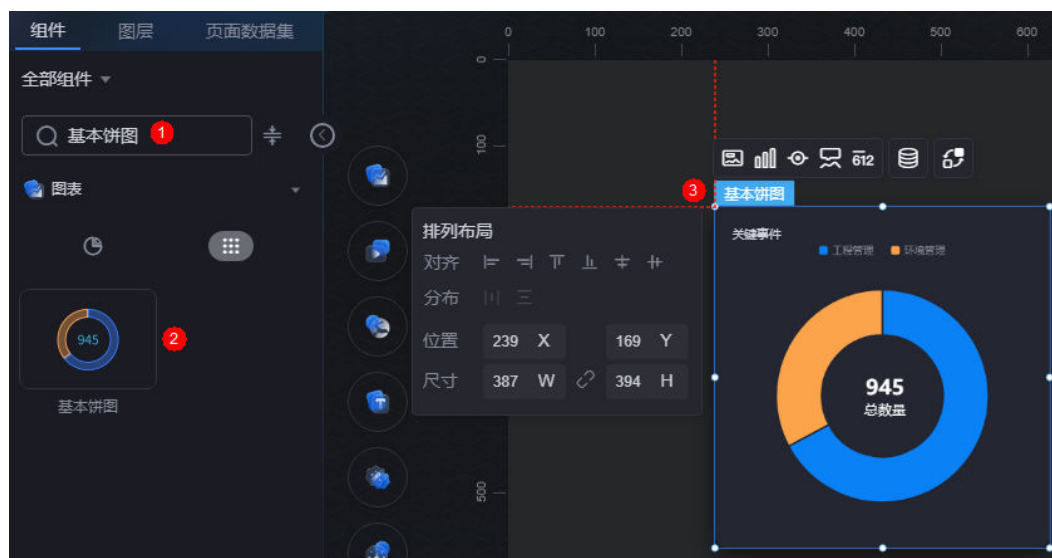 组件 图层 页面数据集
0 100 200 300 400 500 600
全部组件
0
基本饼图 1
100
612
图表
3 基本饼图
排列布局
关键事件
对齐
工程管理 环境管理
分布
945 2
位置 239 X 169 Y
尺寸 387 W 394 H
945
总数量
基本饼图
500